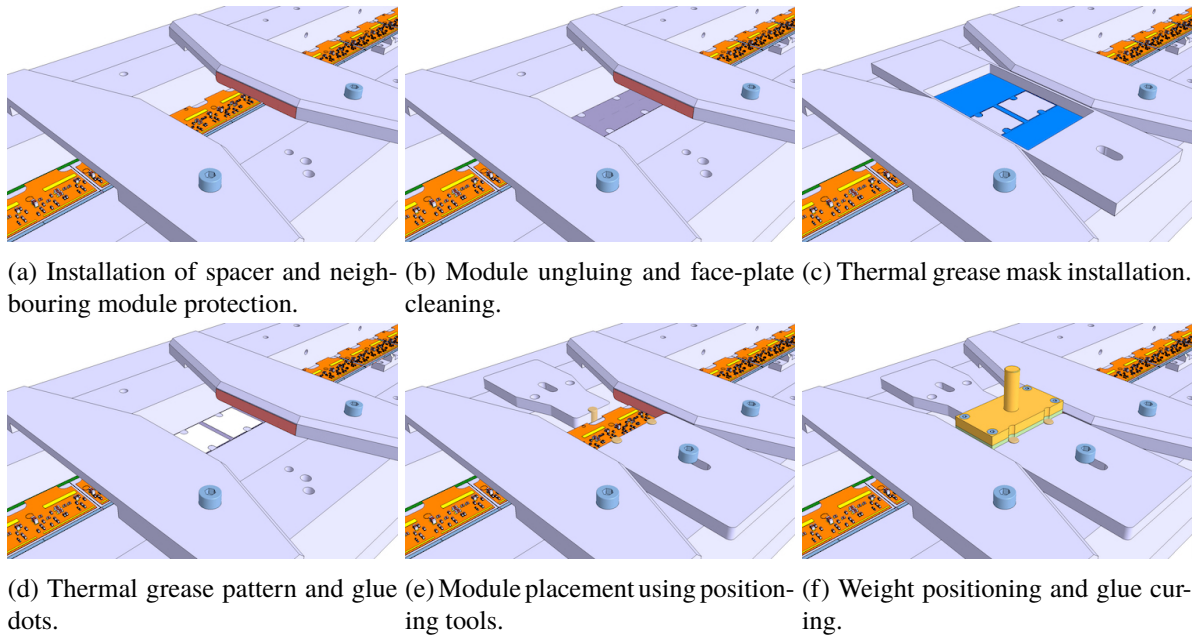 (a) Installation of spacer and neigh-
bouring module protection.
(b) Module ungluing and face-plate
cleaning.
(c) Thermal grease mask installation.
(d) Thermal grease pattern and glue
dots.
(e) Module placement using position-
ing tools.
(f) Weight positioning and glue cur-
ing.